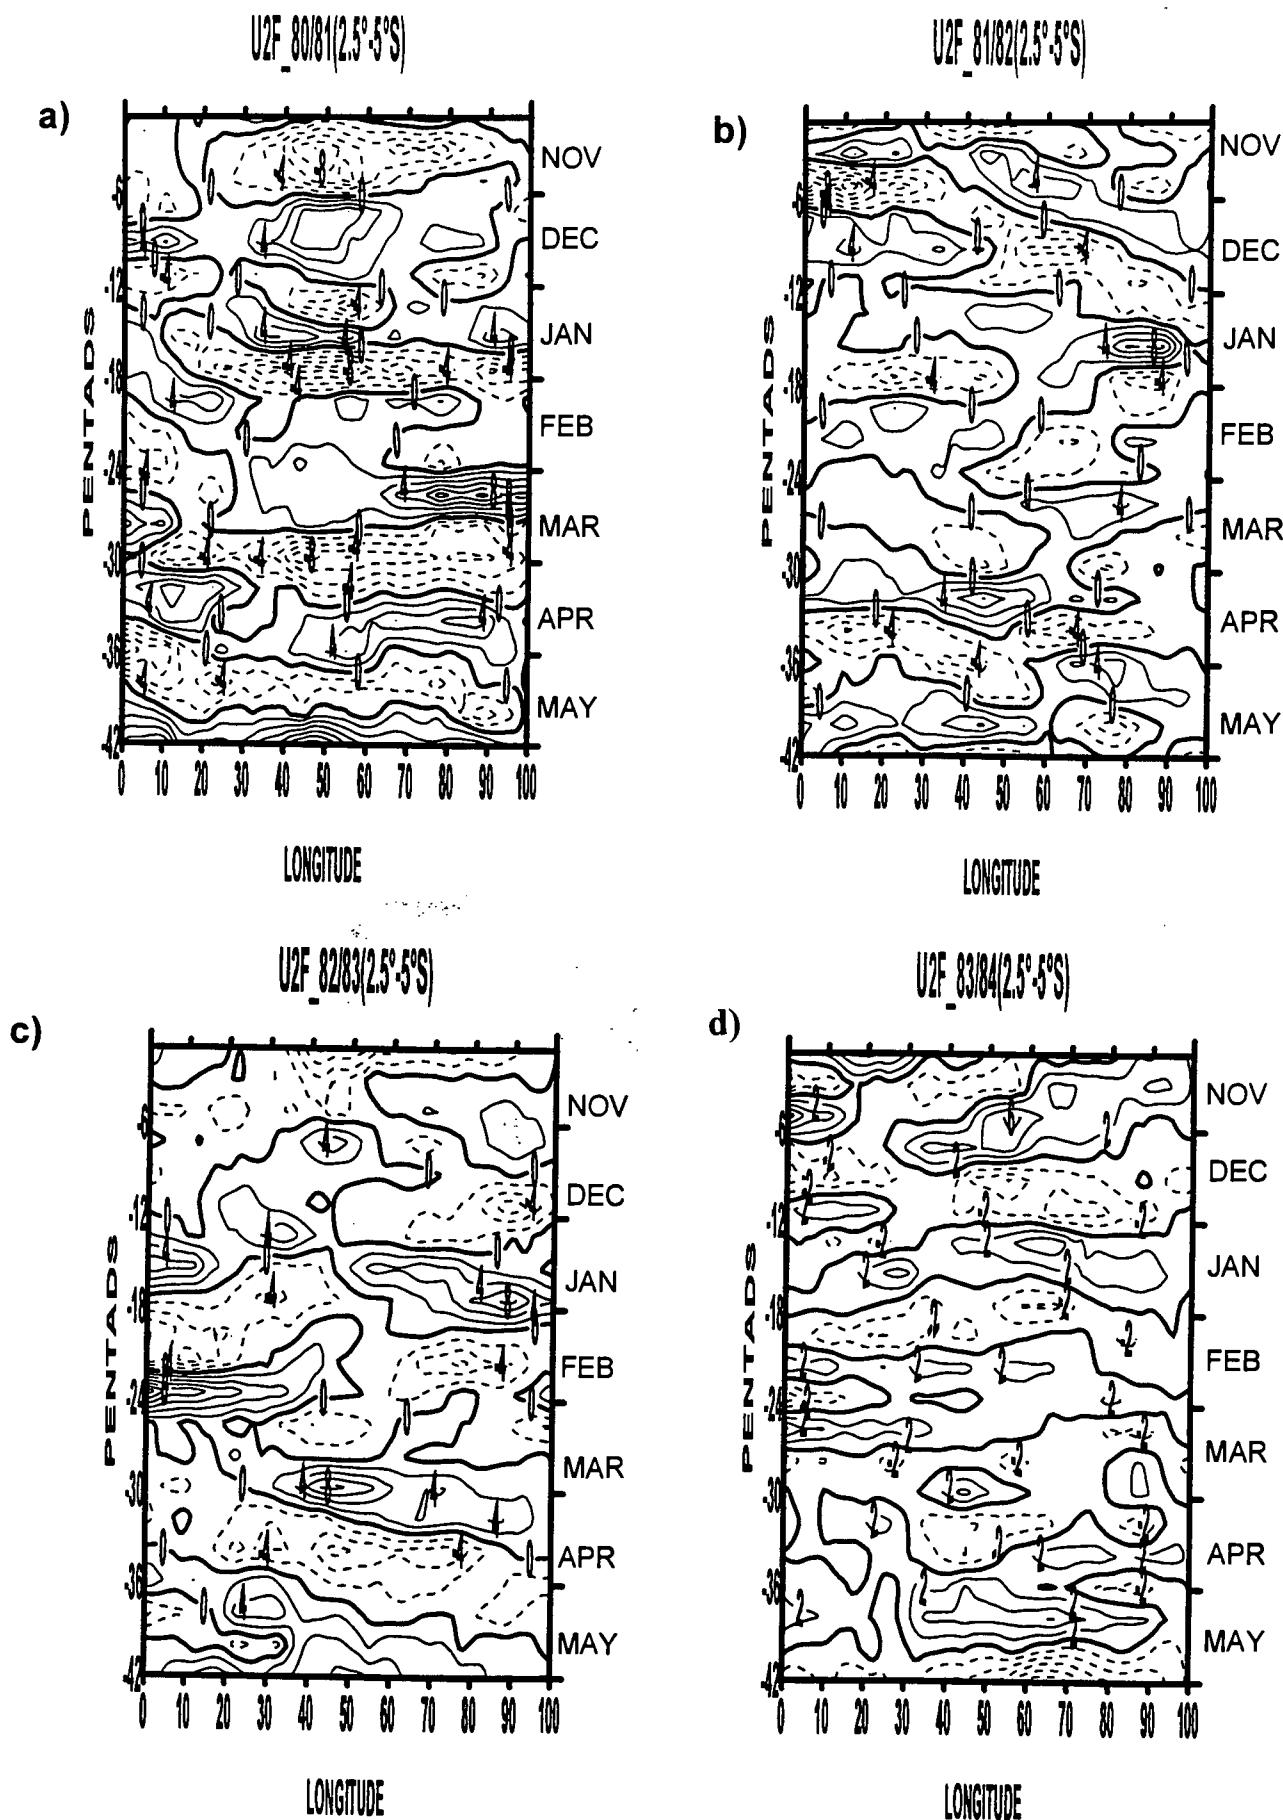 U2F_80/81(2.5°-5°S)
a)
NOV
DEC
JAN
FEB
MAR
APR
MAY
-6
-12
-18
-24
-30
-36
-42
PENTADS
0 10 20 30 40 50 60 70 80 90 100
LONGITUDE
U2F_81/82(2.5°-5°S)
b)
NOV
DEC
JAN
FEB
MAR
APR
MAY
-6
-12
-18
-24
-30
-36
-42
PENTADS
0 10 20 30 40 50 60 70 80 90 100
LONGITUDE
U2F_82/83(2.5°-5°S)
c)
NOV
DEC
JAN
FEB
MAR
APR
MAY
-6
-12
-18
-24
-30
-36
-42
PENTADS
0 10 20 30 40 50 60 70 80 90 100
LONGITUDE
U2F_83/84(2.5°-5°S)
d)
NOV
DEC
JAN
FEB
MAR
APR
MAY
-6
-12
-18
-24
-30
-36
-42
PENTADS
0 10 20 30 40 50 60 70 80 90 100
LONGITUDE